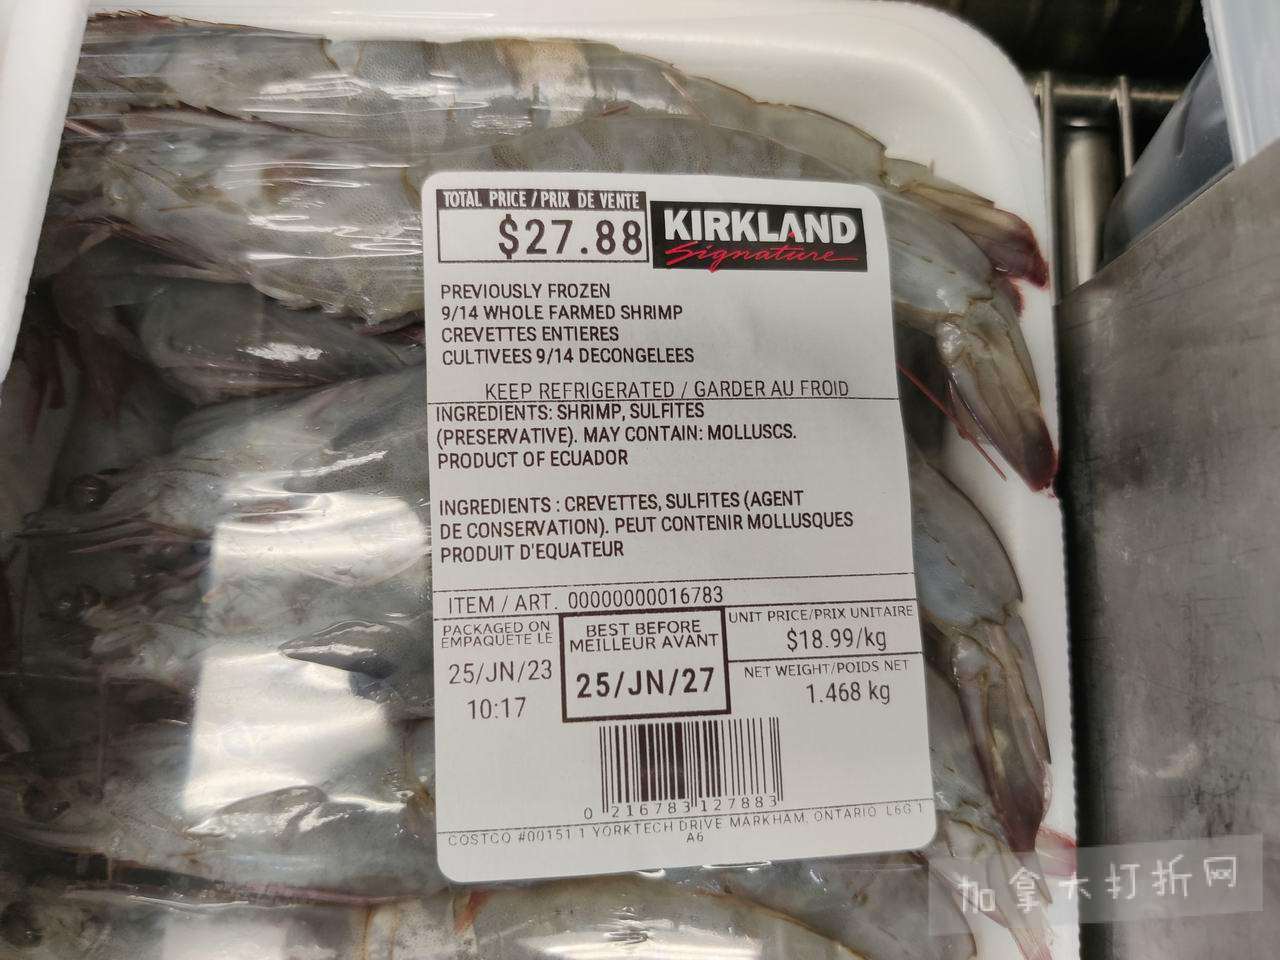 TOTAL PRICE / PRIX DE VENTE
$27.88
KIRKLAND
Signature
PREVIOUSLY FROZEN
9/14 WHOLE FARMED SHRIMP
CREVETTES ENTIERES
CULTIVEES 9/14 DECONGELEES
KEEP REFRIGERATED / GARDER AU FROID
INGREDIENTS: SHRIMP, SULFITES
(PRESERVATIVE). MAY CONTAIN: MOLLUSCS.
PRODUCT OF ECUADOR
INGREDIENTS : CREVETTES, SULFITES (AGENT
DE CONSERVATION). PEUT CONTENIR MOLLUSQUES
PRODUIT D'EQUATEUR
ITEM / ART. 00000000016783
PACKAGED ON
EMPAQUETE LE
25/JN/23
10:17
BEST BEFORE
MEILLEUR AVANT
25/JN/27
UNIT PRICE/PRIX UNITAIRE
$18.99/kg
NET WEIGHT/POIDS NET
1.468 kg
0 216783 127883
COSTCO #00151 1 YORKTECH DRIVE MARKHAM, ONTARIO L6G 1
A6
加拿大打折网